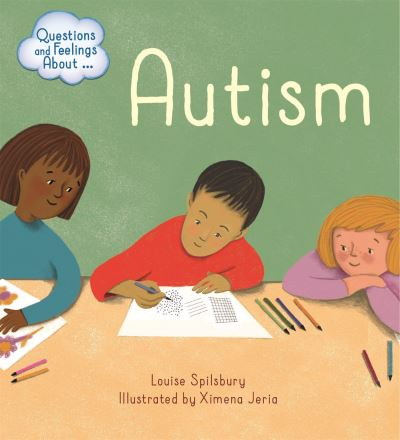 Questions
and Feelings
About ...
Autism
Louise Spilsbury
Illustrated by Ximena Jeria